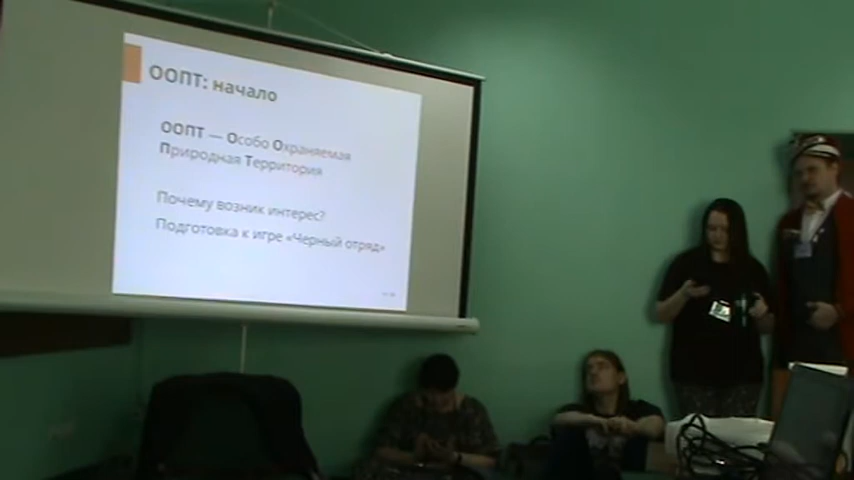 ООПТ: начало
ООПТ — Особо Охраняемая
Природная Территория
Почему возник интерес?
Подготовка к игре «Черный отряд»